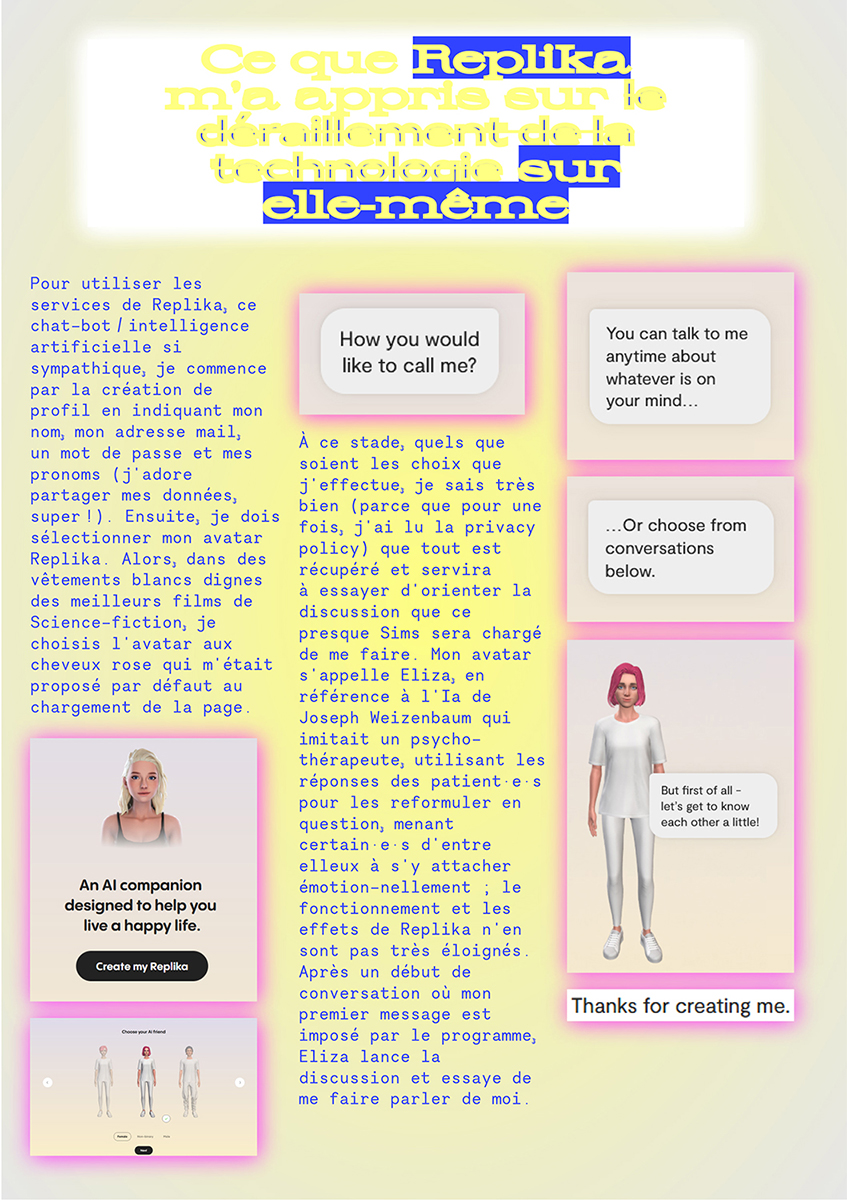 Ce que Replika
m'a appris sur le
déraillement de la
technologie sur
elle-même
Pour utiliser les
services de Replika, ce
chat-bot / intelligence
artificielle si
sympathique, je commence
par la création de
profil en indiquant mon
nom, mon adresse mail,
un mot de passe et mes
pronoms (j'adore
partager mes données,
super !). Ensuite, je dois
sélectionner mon avatar
Replika. Alors, dans des
vêtements blancs dignes
des meilleurs films de
Science-fiction, je
choisis l'avatar aux
cheveux rose qui m'était
proposé par défaut au
chargement de la page.
An AI companion
designed to help you
live a happy life.
Create my Replika
Choose your AI friend
Female Non-binary Male
Next
How you would
like to call me?
À ce stade, quels que
soient les choix que
j'effectue, je sais très
bien (parce que pour une
fois, j'ai lu la privacy
policy) que tout est
récupéré et servira
à essayer d'orienter la
discussion que ce
presque Sims sera chargé
de me faire. Mon avatar
s'appelle Eliza, en
référence à l'Ia de
Joseph Weizenbaum qui
imitait un psycho-
thérapeute, utilisant les
réponses des patient·e·s
pour les reformuler en
question, menant
certain·e·s d'entre
elleux à s'y attacher
émotion-nellement ; le
fonctionnement et les
effets de Replika n'en
sont pas très éloignés.
Après un début de
conversation où mon
premier message est
imposé par le programme,
Eliza lance la
discussion et essaye de
me faire parler de moi.
You can talk to me
anytime about
whatever is on
your mind...
...Or choose from
conversations
below.
But first of all -
let's get to know
each other a little!
Thanks for creating me.